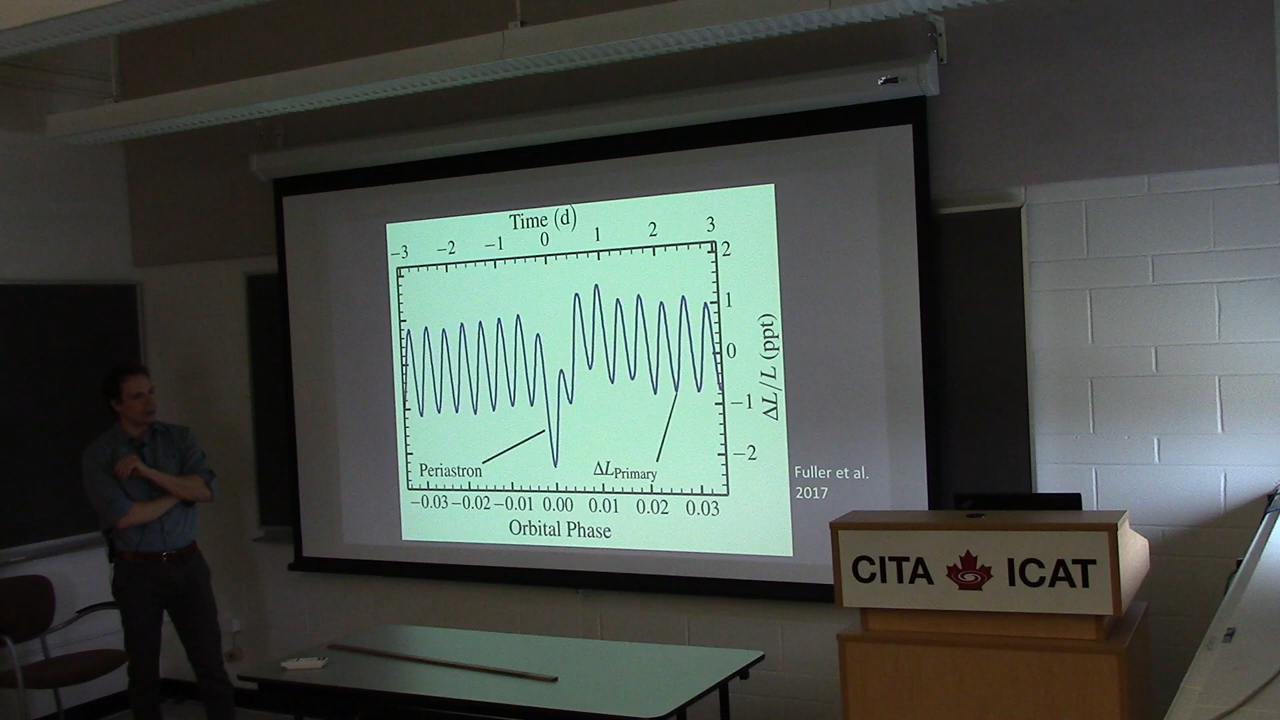 Time (d)
−3 −2 −1 0 1 2 3
2
1
0
−1
−2
ΔL/L (ppt)
Periastron
ΔLPrimary
−0.03 −0.02 −0.01 0.00 0.01 0.02 0.03
Orbital Phase
Fuller et al.
2017
CITA ICAT